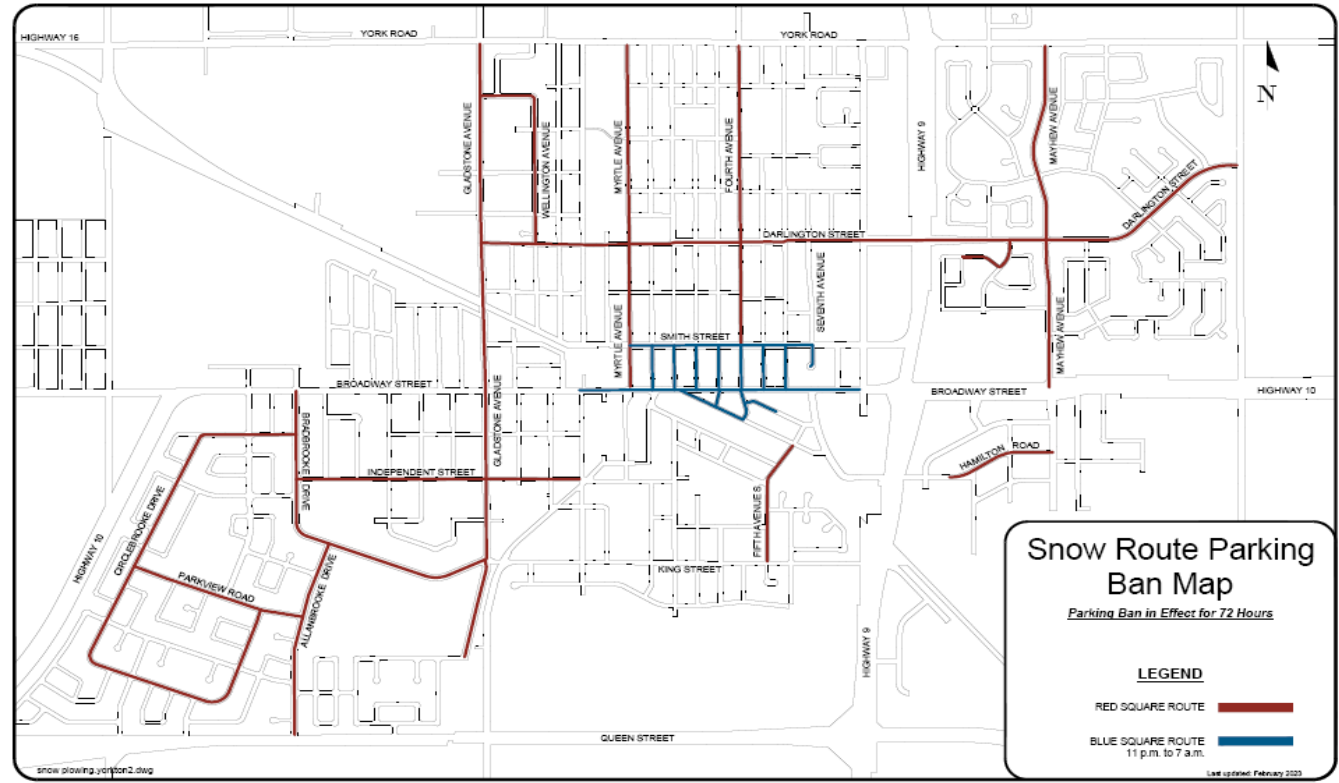 HIGHWAY 16
YORK ROAD
YORK ROAD
N
GLADSTONE AVENUE
WELLINGTON AVENUE
MYRTLE AVENUE
FOURTH AVENUE
HIGHWAY 9
MAYHEW AVENUE
DARLINGTON STREET
DARLINGTON STREET
SEVENTH AVENUE
MYRTLE AVENUE
SMITH STREET
MAYHEW AVENUE
BROADWAY STREET
BROADWAY STREET
HIGHWAY 10
GLADSTONE AVENUE
BRADBROOKE DRIVE
INDEPENDENT STREET
HAMILTON ROAD
CIRCLEBROOKE DRIVE
HIGHWAY 10
FIFTH AVENUE S.
PARKVIEW ROAD
ALLANBROOKE DRIVE
KING STREET
HIGHWAY 9
QUEEN STREET
Snow Route Parking
Ban Map
Parking Ban in Effect for 72 Hours
LEGEND
RED SQUARE ROUTE
BLUE SQUARE ROUTE
11 p.m. to 7 a.m.
snow plowing.yorkton2.dwg
Last updated: February 2023